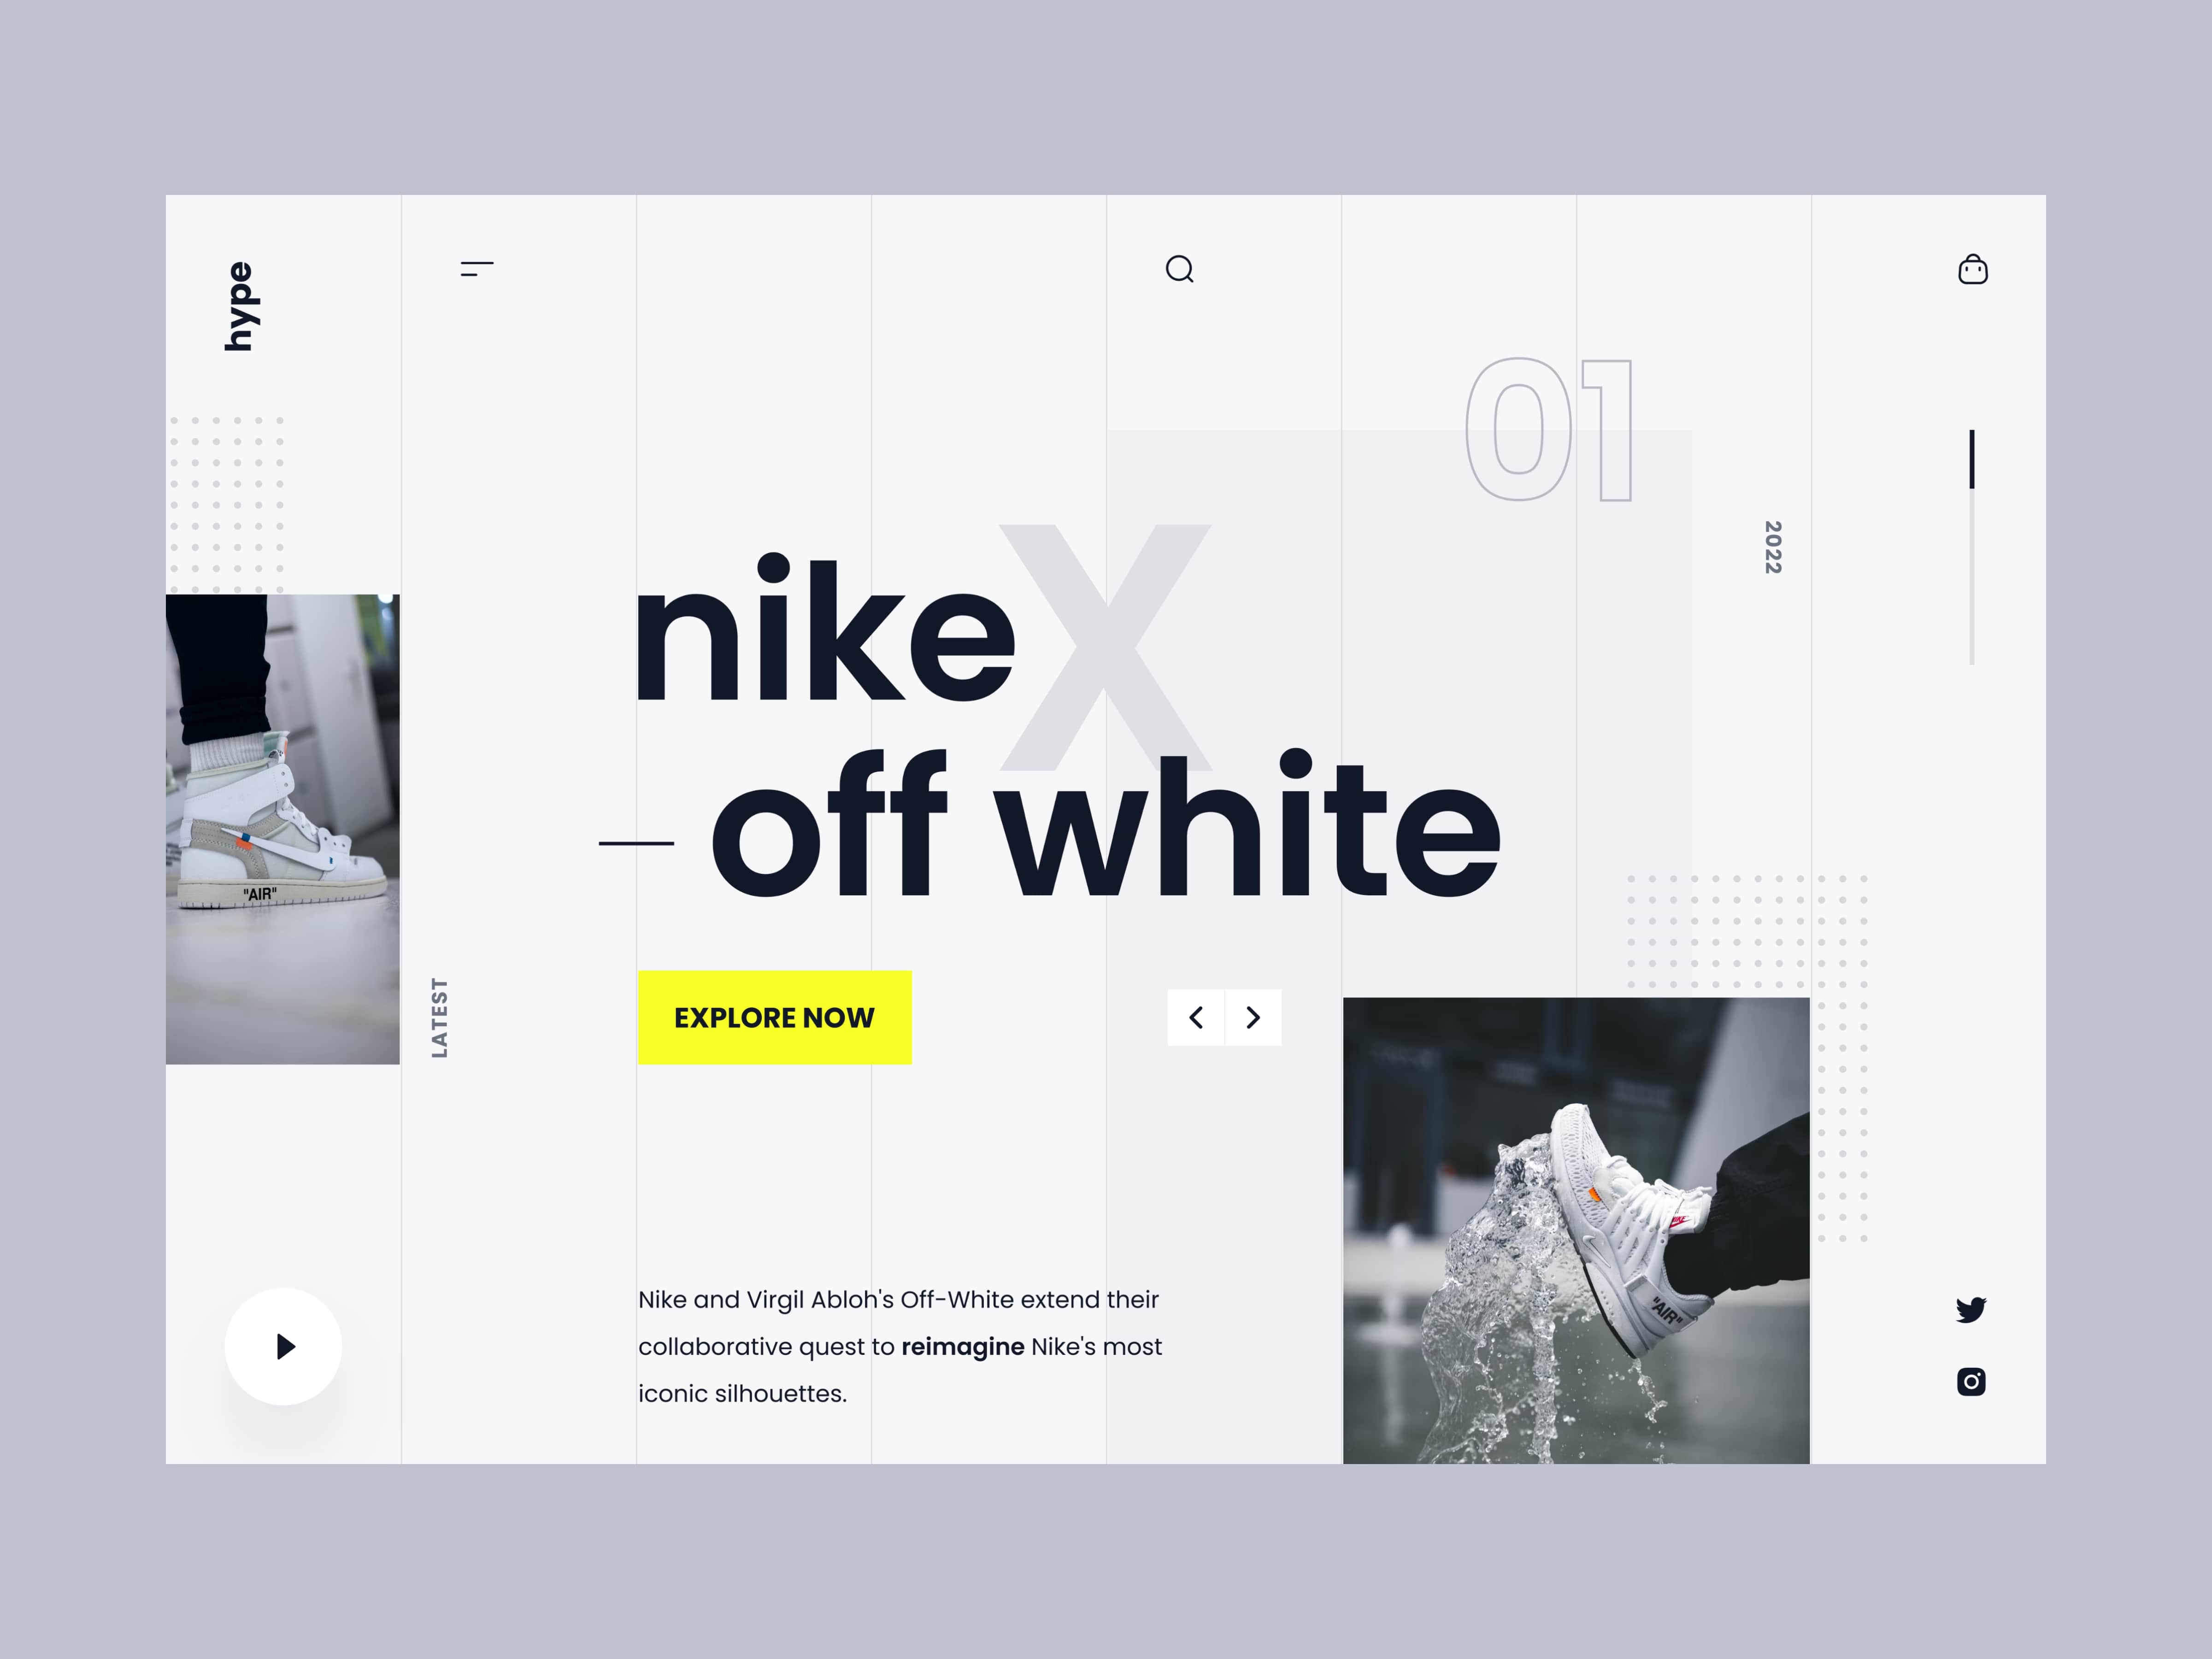 hype
01
2022
nike
X
off white
"AIR"
LATEST
EXPLORE NOW
Nike and Virgil Abloh's Off-White extend their
collaborative quest to reimagine Nike's most
iconic silhouettes.
"AIR"